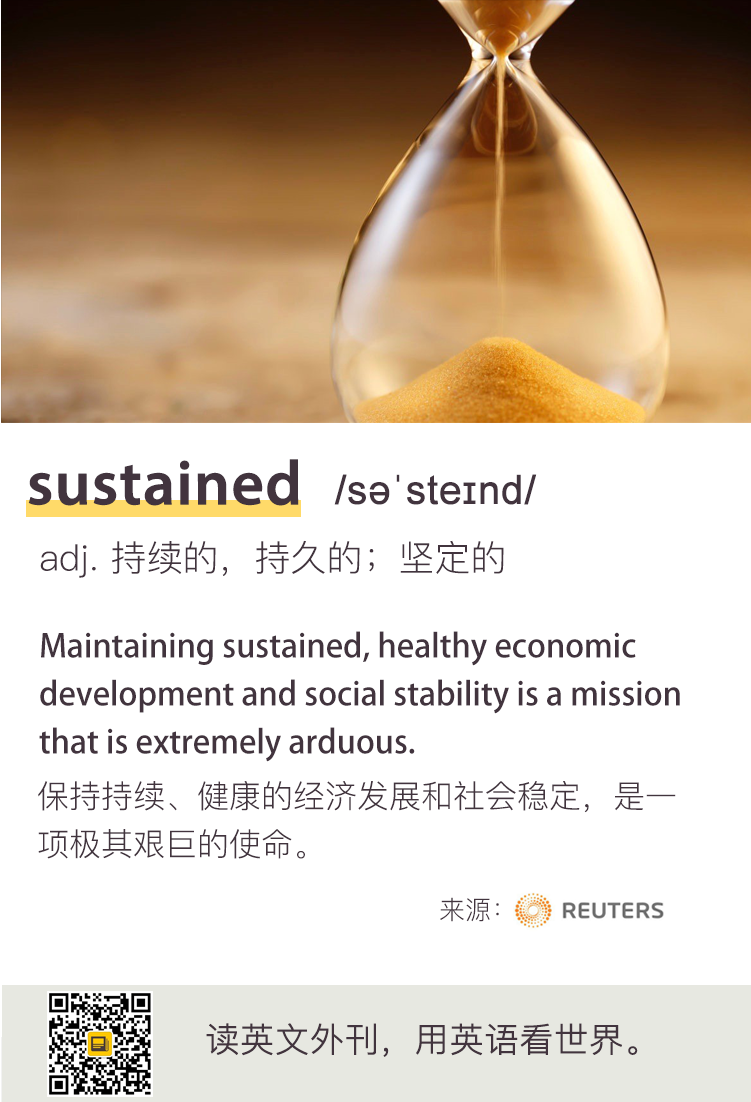 sustained /səˈsteɪnd/
adj. 持续的，持久的；坚定的
Maintaining sustained, healthy economic
development and social stability is a mission
that is extremely arduous.
保持持续、健康的经济发展和社会稳定，是一
项极其艰巨的使命。
来源： REUTERS
读英文外刊，用英语看世界。